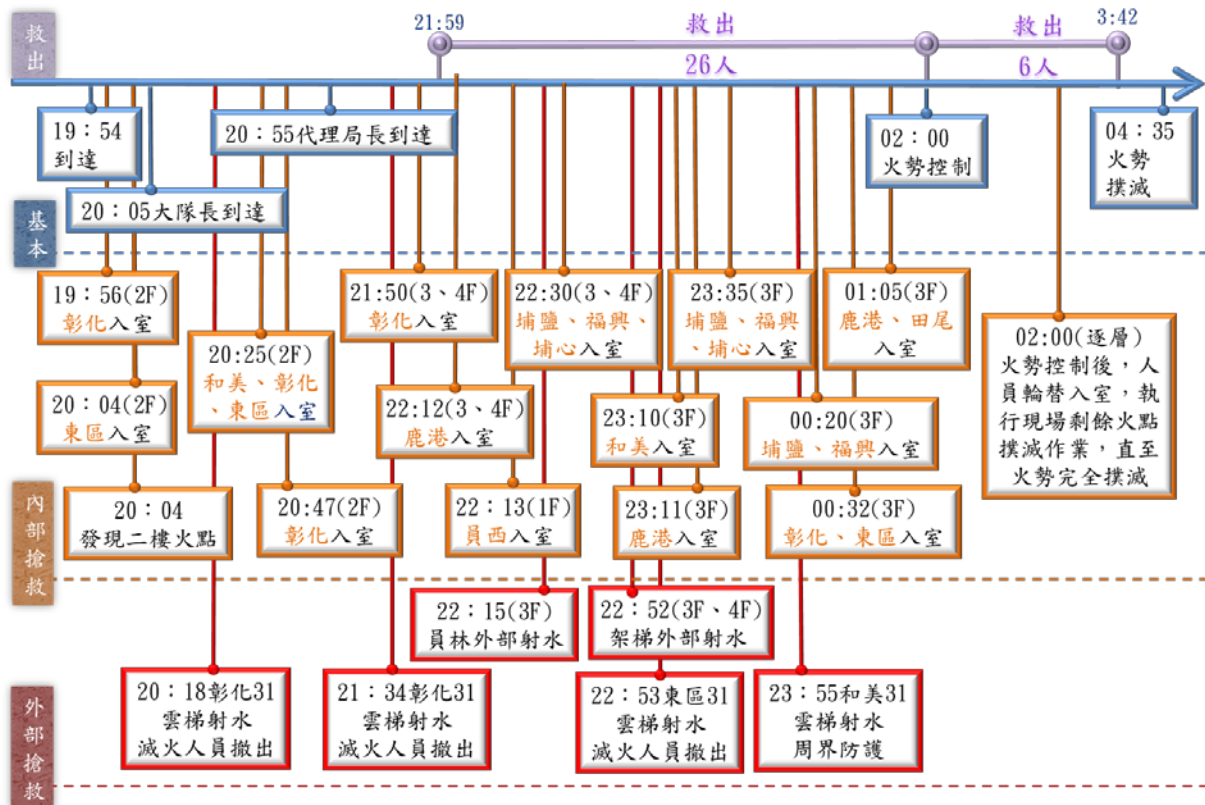 救出
21:59
救出
26人
救出
6人
3:42
基本
19：54
到達
20：05大隊長到達
20：55代理局長到達
02：00
火勢控制
04：35
火勢
撲滅
內部搶救
19：56(2F)
彰化入室
20：04(2F)
東區入室
20：04
發現二樓火點
20:25(2F)
和美、彰化
、東區入室
20:47(2F)
彰化入室
21:50(3、4F)
彰化入室
22:12(3、4F)
鹿港入室
22：13(1F)
員西入室
22:30(3、4F)
埔鹽、福興、
埔心入室
23:10(3F)
和美入室
23:11(3F)
鹿港入室
23:35(3F)
埔鹽、福興
、埔心入室
00:20(3F)
埔鹽、福興入室
00:32(3F)
彰化、東區入室
01:05(3F)
鹿港、田尾
入室
02:00(逐層)
火勢控制後，人
員輪替入室，執
行現場剩餘火點
撲滅作業，直至
火勢完全撲滅
外部搶救
20：18彰化31
雲梯射水
滅火人員撤出
21：34彰化31
雲梯射水
滅火人員撤出
22：15(3F)
員林外部射水
22：52(3F、4F)
架梯外部射水
22：53東區31
雲梯射水
滅火人員撤出
23：55和美31
雲梯射水
周界防護